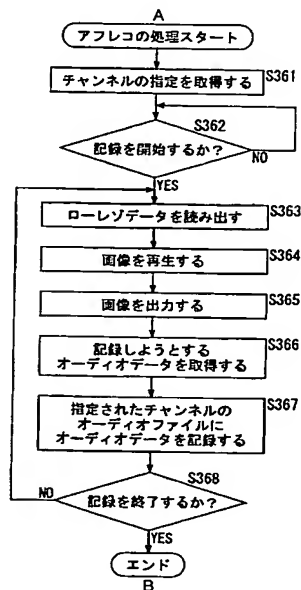 A
アフレコの処理スタート
チャンネルの指定を取得する
S361
S362
記録を開始するか?
NO
YES
ローレゾデータを読み出す
S363
画像を再生する
S364
画像を出力する
S365
S366
記録しようとする
オーディオデータを取得する
S367
指定されたチャンネルの
オーディオファイルに
オーディオデータを記録する
S368
NO
記録を終了するか?
YES
エンド
B